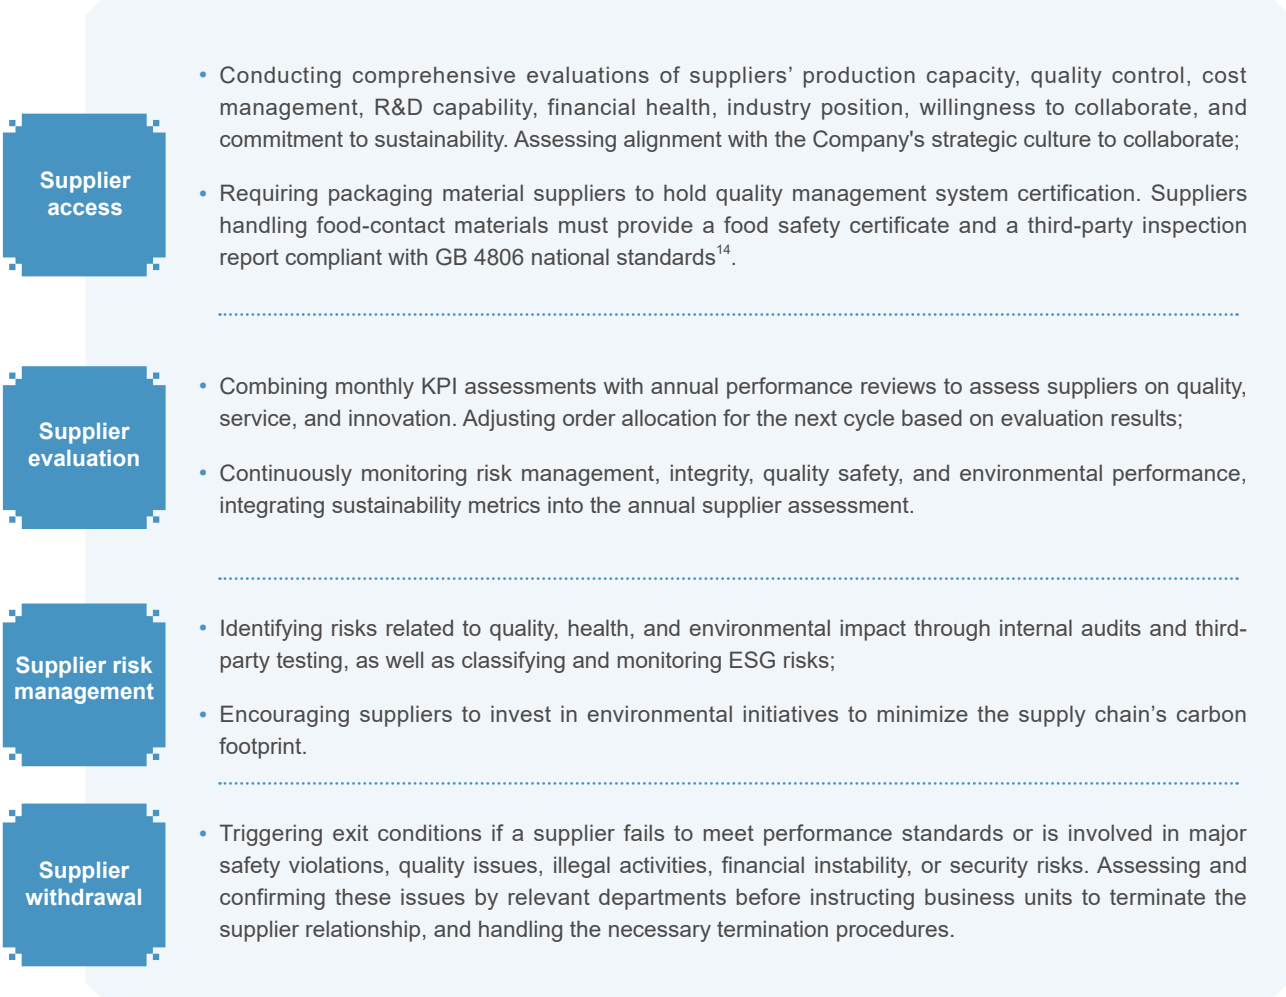 Supplier
access
• Conducting comprehensive evaluations of suppliers’ production capacity, quality control, cost
management, R&D capability, financial health, industry position, willingness to collaborate, and
commitment to sustainability. Assessing alignment with the Company's strategic culture to collaborate;
• Requiring packaging material suppliers to hold quality management system certification. Suppliers
handling food-contact materials must provide a food safety certificate and a third-party inspection
report compliant with GB 4806 national standards14.
Supplier
evaluation
• Combining monthly KPI assessments with annual performance reviews to assess suppliers on quality,
service, and innovation. Adjusting order allocation for the next cycle based on evaluation results;
• Continuously monitoring risk management, integrity, quality safety, and environmental performance,
integrating sustainability metrics into the annual supplier assessment.
Supplier risk
management
• Identifying risks related to quality, health, and environmental impact through internal audits and third-
party testing, as well as classifying and monitoring ESG risks;
• Encouraging suppliers to invest in environmental initiatives to minimize the supply chain’s carbon
footprint.
Supplier
withdrawal
• Triggering exit conditions if a supplier fails to meet performance standards or is involved in major
safety violations, quality issues, illegal activities, financial instability, or security risks. Assessing and
confirming these issues by relevant departments before instructing business units to terminate the
supplier relationship, and handling the necessary termination procedures.